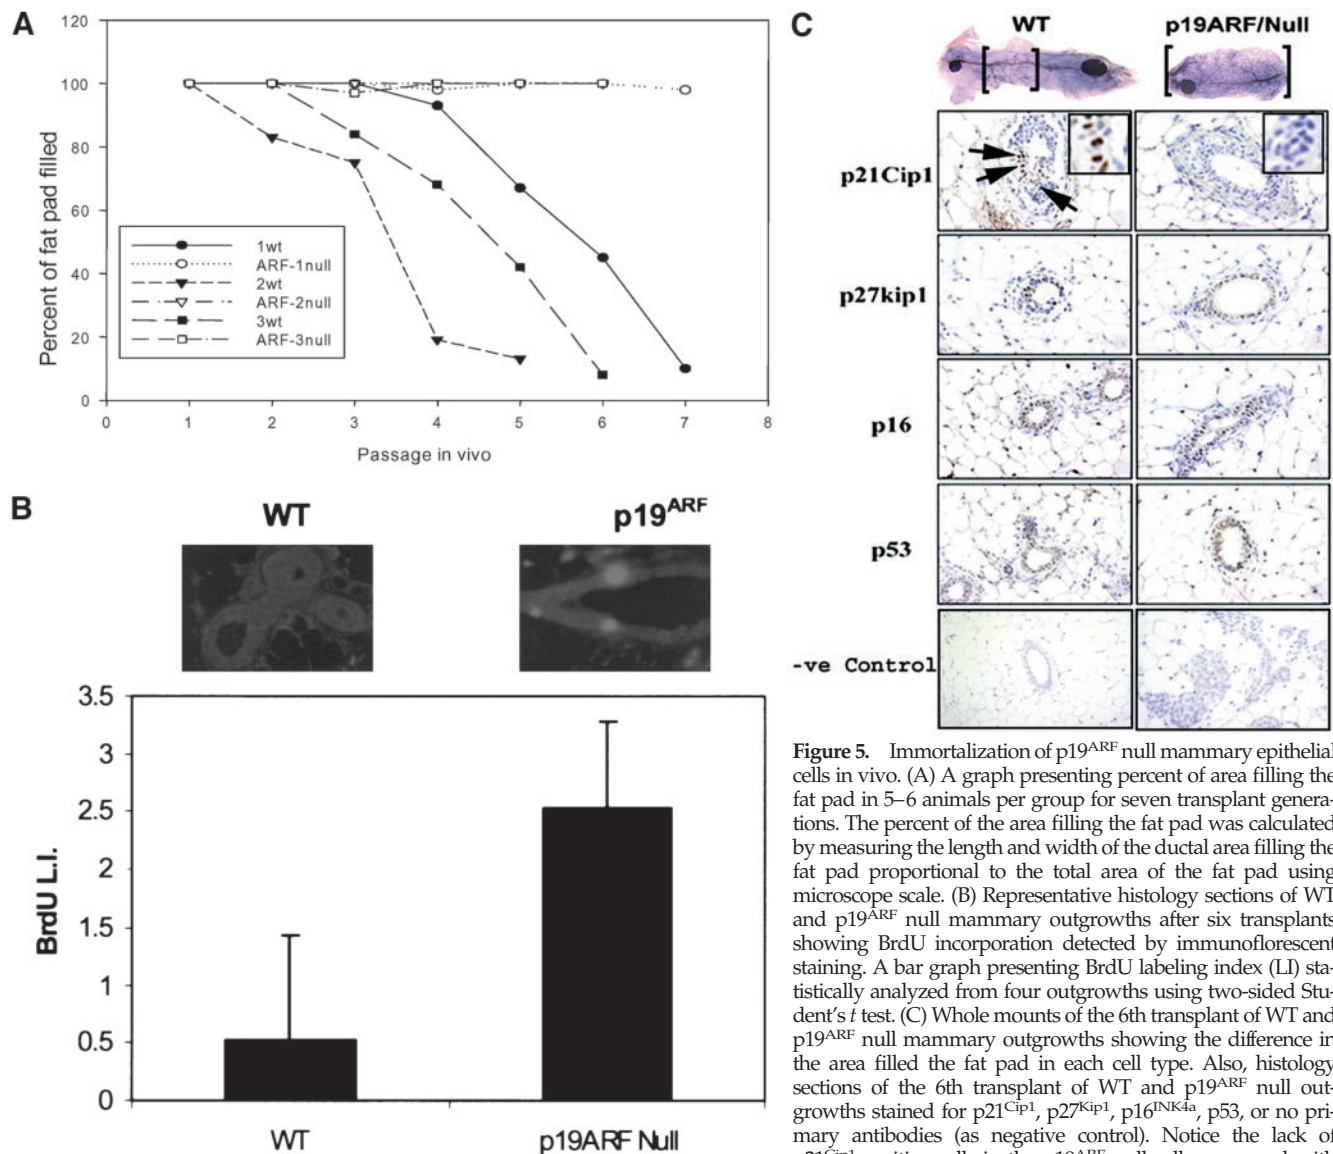 A
120
100
80
60
40
20
0
Percent of fat pad filled
1wt
ARF-1null
2wt
ARF-2null
3wt
ARF-3null
0 1 2 3 4 5 6 7 8
Passage in vivo
B
WT p19ARF
3.5
3
2.5
2
1.5
1
0.5
0
BrdU L.I.
WT p19ARF Null
C
WT p19ARF/Null
p21Cip1
p27kip1
p16
p53
-ve Control
Figure 5. Immortalization of p19ARF null mammary epithelial
cells in vivo. (A) A graph presenting percent of area filling the
fat pad in 5–6 animals per group for seven transplant genera-
tions. The percent of the area filling the fat pad was calculated
by measuring the length and width of the ductal area filling the
fat pad proportional to the total area of the fat pad using
microscope scale. (B) Representative histology sections of WT
and p19ARF null mammary outgrowths after six transplants
showing BrdU incorporation detected by immunoflorescent
staining. A bar graph presenting BrdU labeling index (LI) sta-
tistically analyzed from four outgrowths using two-sided Stu-
dent's t test. (C) Whole mounts of the 6th transplant of WT and
p19ARF null mammary outgrowths showing the difference in
the area filled the fat pad in each cell type. Also, histology
sections of the 6th transplant of WT and p19ARF null out-
growths stained for p21Cip1, p27Kip1, p16INK4a, p53, or no pri-
mary antibodies (as negative control). Notice the lack of